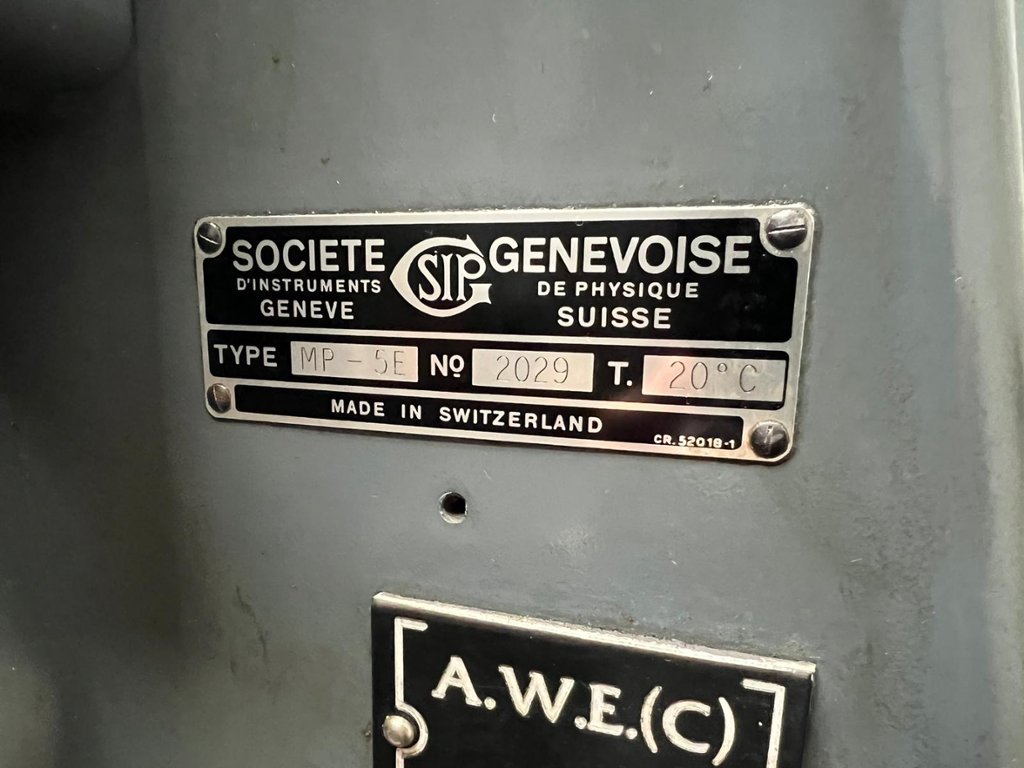 SOCIETE SIP GENEVOISE
D'INSTRUMENTS DE PHYSIQUE
GENEVE SUISSE
TYPE MP-5E Nº 2029 T. 20°C
MADE IN SWITZERLAND
CR.52018-1
A.W.E.(C)